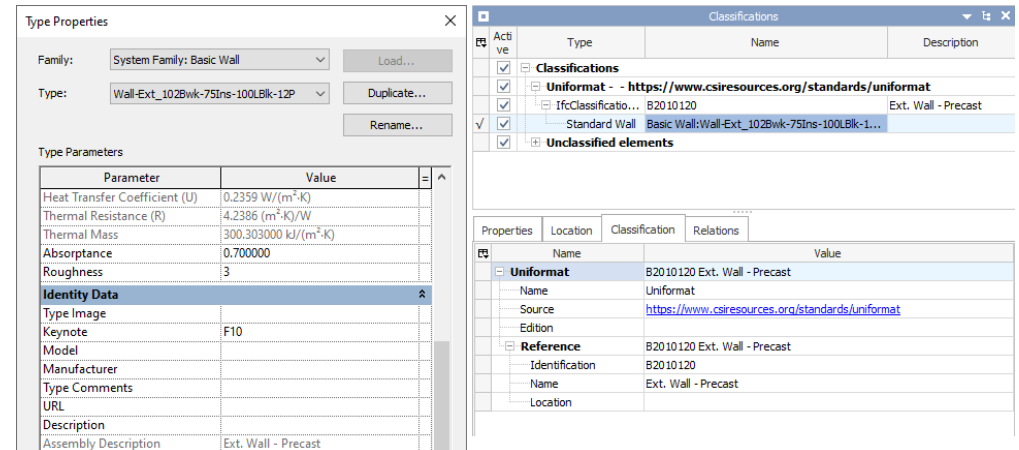 Type Properties
Family: System Family: Basic Wall Load...
Type: Wall-Ext_102Bwk-75Ins-100LBlk-12P Duplicate...
Rename...
Type Parameters
Parameter Value =
Heat Transfer Coefficient (U) 0.2359 W/(m²·K)
Thermal Resistance (R) 4.2386 (m²·K)/W
Thermal Mass 300.303000 kJ/(m²·K)
Absorptance 0.700000
Roughness 3
Identity Data
Type Image
Keynote F10
Model
Manufacturer
Type Comments
URL
Description
Assembly Description Ext. Wall - Precast
Classifications
Active Type Name Description
Classifications
Uniformat - - https://www.csiresources.org/standards/uniformat
IfcClassificatio... B2010120 Ext. Wall - Precast
Standard Wall Basic Wall:Wall-Ext_102Bwk-75Ins-100LBlk-1...
Unclassified elements
Properties Location Classification Relations
Name Value
Uniformat B2010120 Ext. Wall - Precast
Name Uniformat
Source https://www.csiresources.org/standards/uniformat
Edition
Reference B2010120 Ext. Wall - Precast
Identification B2010120
Name Ext. Wall - Precast
Location